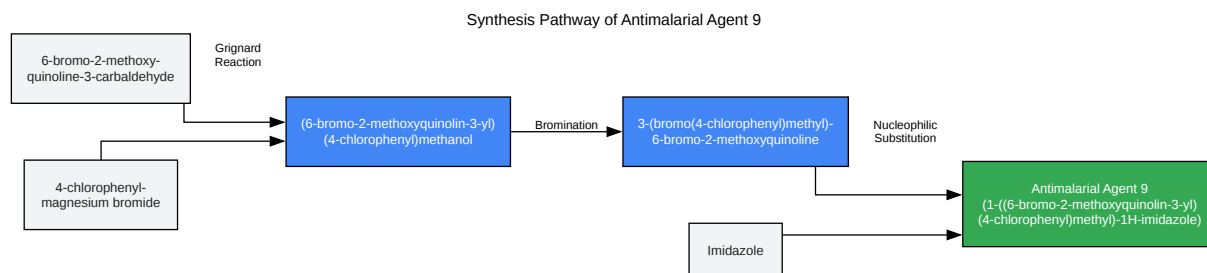 Synthesis Pathway of Antimalarial Agent 9
6-bromo-2-methoxy-
quinoline-3-carbaldehyde
Grignard
Reaction
4-chlorophenyl-
magnesium bromide
(6-bromo-2-methoxyquinolin-3-yl)
(4-chlorophenyl)methanol
Bromination
3-(bromo(4-chlorophenyl)methyl)-
6-bromo-2-methoxyquinoline
Nucleophilic
Substitution
Imidazole
Antimalarial Agent 9
(1-((6-bromo-2-methoxyquinolin-3-yl)
(4-chlorophenyl)methyl)-1H-imidazole)